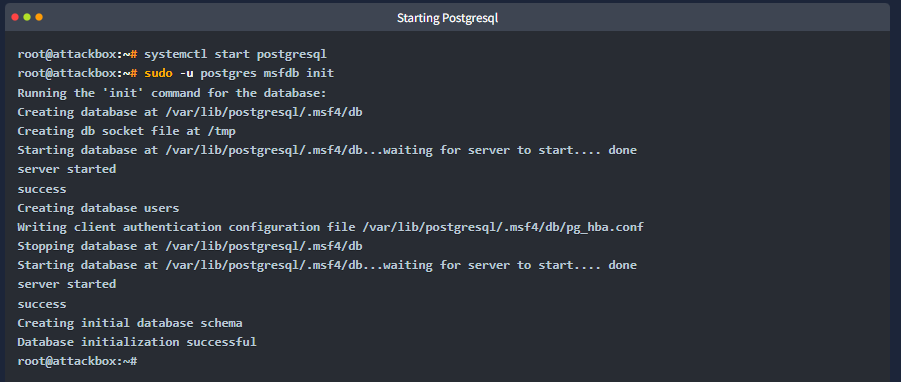 Starting Postgresql
root@attackbox:~# systemctl start postgresql
root@attackbox:~# sudo -u postgres msfdb init
Running the 'init' command for the database:
Creating database at /var/lib/postgresql/.msf4/db
Creating db socket file at /tmp
Starting database at /var/lib/postgresql/.msf4/db...waiting for server to start.... done
server started
success
Creating database users
Writing client authentication configuration file /var/lib/postgresql/.msf4/db/pg_hba.conf
Stopping database at /var/lib/postgresql/.msf4/db
Starting database at /var/lib/postgresql/.msf4/db...waiting for server to start.... done
server started
success
Creating initial database schema
Database initialization successful
root@attackbox:~#